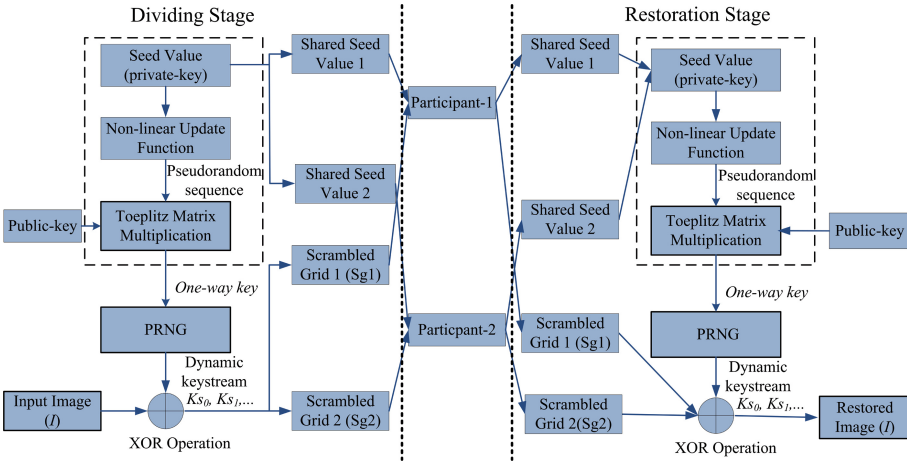 Dividing Stage
Seed Value
(private-key)
Non-linear Update
Function
Pseudorandom
sequence
Public-key
Toeplitz Matrix
Multiplication
One-way key
PRNG
Dynamic
keystream
Ks0, Ks1,...
Input Image
(I)
XOR Operation
Shared Seed
Value 1
Shared Seed
Value 2
Scrambled
Grid 1 (Sg1)
Scrambled
Grid 2 (Sg2)
Participant-1
Particpant-2
Restoration Stage
Shared Seed
Value 1
Shared Seed
Value 2
Scrambled
Grid 1 (Sg1)
Scrambled
Grid 2(Sg2)
Seed Value
(private-key)
Non-linear Update
Function
Pseudorandom
sequence
Toeplitz Matrix
Multiplication
Public-key
One-way key
PRNG
Dynamic
keystream
Ks0, Ks1,...
XOR Operation
Restored
Image (I)